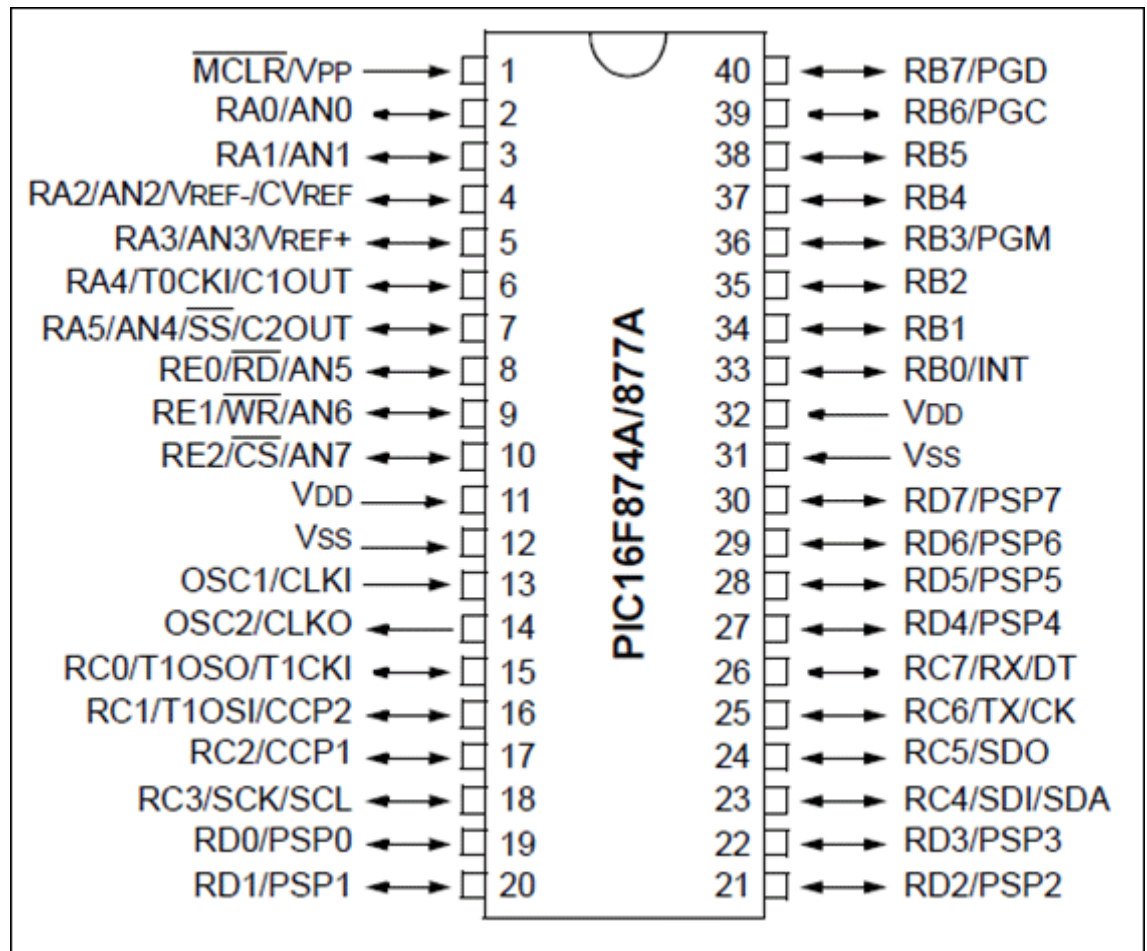 MCLR/VPP 1 40 RB7/PGD
RA0/AN0 2 39 RB6/PGC
RA1/AN1 3 38 RB5
RA2/AN2/VREF-/CVREF 4 37 RB4
RA3/AN3/VREF+ 5 36 RB3/PGM
RA4/T0CKI/C1OUT 6 35 RB2
RA5/AN4/SS/C2OUT 7 34 RB1
RE0/RD/AN5 8 33 RB0/INT
RE1/WR/AN6 9 32 VDD
RE2/CS/AN7 10 31 VSS
VDD 11 30 RD7/PSP7
VSS 12 29 RD6/PSP6
OSC1/CLKI 13 28 RD5/PSP5
OSC2/CLKO 14 27 RD4/PSP4
RC0/T1OSO/T1CKI 15 26 RC7/RX/DT
RC1/T1OSI/CCP2 16 25 RC6/TX/CK
RC2/CCP1 17 24 RC5/SDO
RC3/SCK/SCL 18 23 RC4/SDI/SDA
RD0/PSP0 19 22 RD3/PSP3
RD1/PSP1 20 21 RD2/PSP2
PIC16F874A/877A